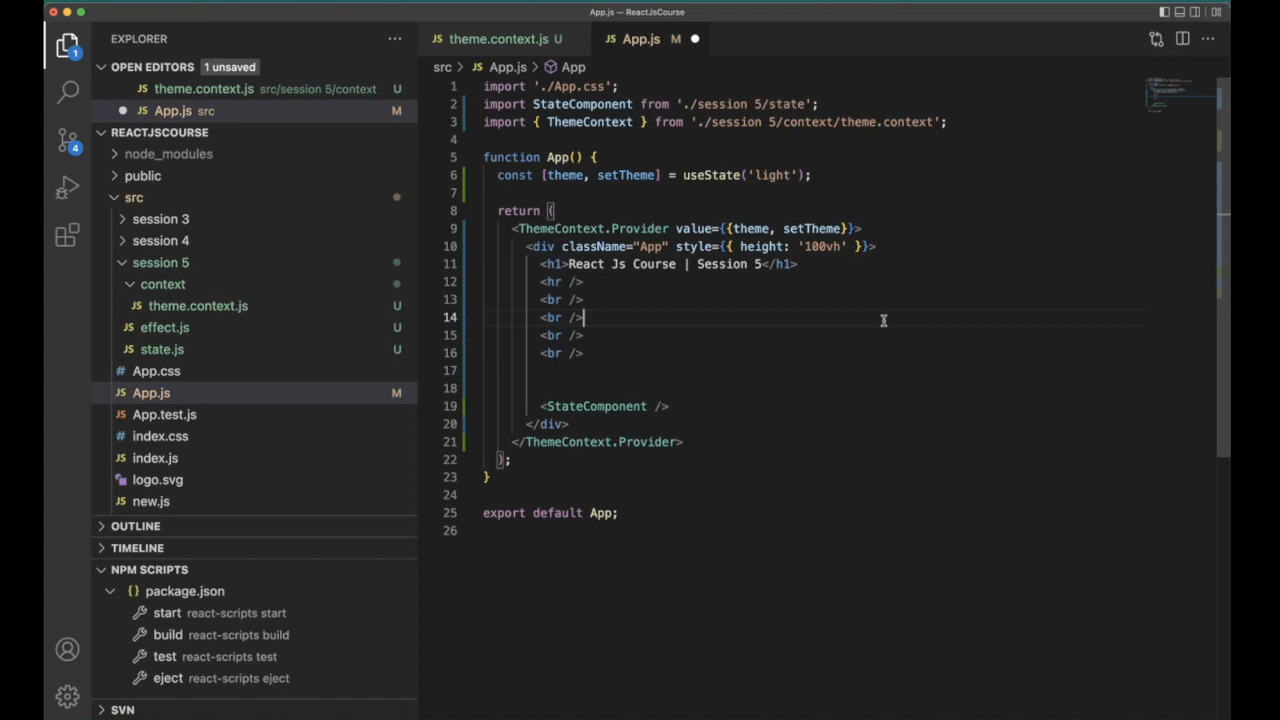 App.js — ReactJsCourse
EXPLORER
OPEN EDITORS 1 unsaved
theme.context.js src/session 5/context U
App.js src M
REACTJSCOURSE
node_modules
public
src
session 3
session 4
session 5
context
theme.context.js U
effect.js U
state.js U
App.css
App.js M
App.test.js
index.css
index.js
logo.svg
new.js
OUTLINE
TIMELINE
NPM SCRIPTS
package.json
start react-scripts start
build react-scripts build
test react-scripts test
eject react-scripts eject
SVN
1
4
JS theme.context.js U
JS App.js M
src > JS App.js > App
1 import './App.css';
2 import StateComponent from './session 5/state';
3 import { ThemeContext } from './session 5/context/theme.context';
4
5 function App() {
6 const [theme, setTheme] = useState('light');
7
8 return (
9 <ThemeContext.Provider value={{theme, setTheme}}>
10 <div className="App" style={{ height: '100vh' }}>
11 <h1>React Js Course | Session 5</h1>
12 <hr />
13 <br />
14 <br />
15 <br />
16 <br />
17
18
19 <StateComponent />
20 </div>
21 </ThemeContext.Provider>
22 );
23 }
24
25 export default App;
26